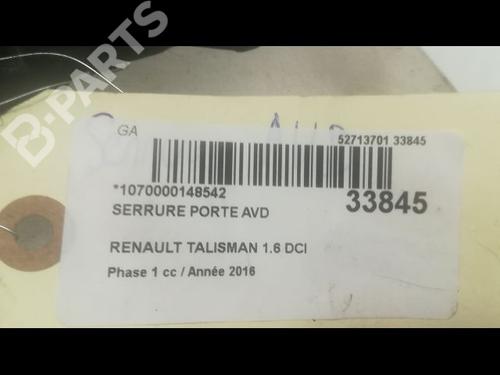 B-PARTS
GA
52713701 33845
*1070000148542
33845
SERRURE PORTE AVD
RENAULT TALISMAN 1.6 DCI
Phase 1 cc / Année 2016